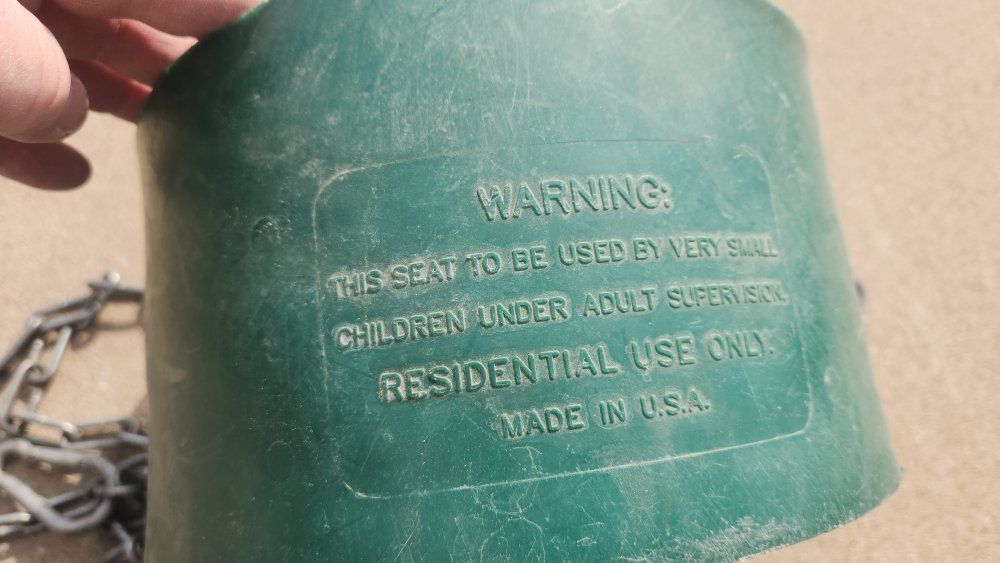 WARNING:
THIS SEAT TO BE USED BY VERY SMALL
CHILDREN UNDER ADULT SUPERVISION.
RESIDENTIAL USE ONLY.
MADE IN U.S.A.